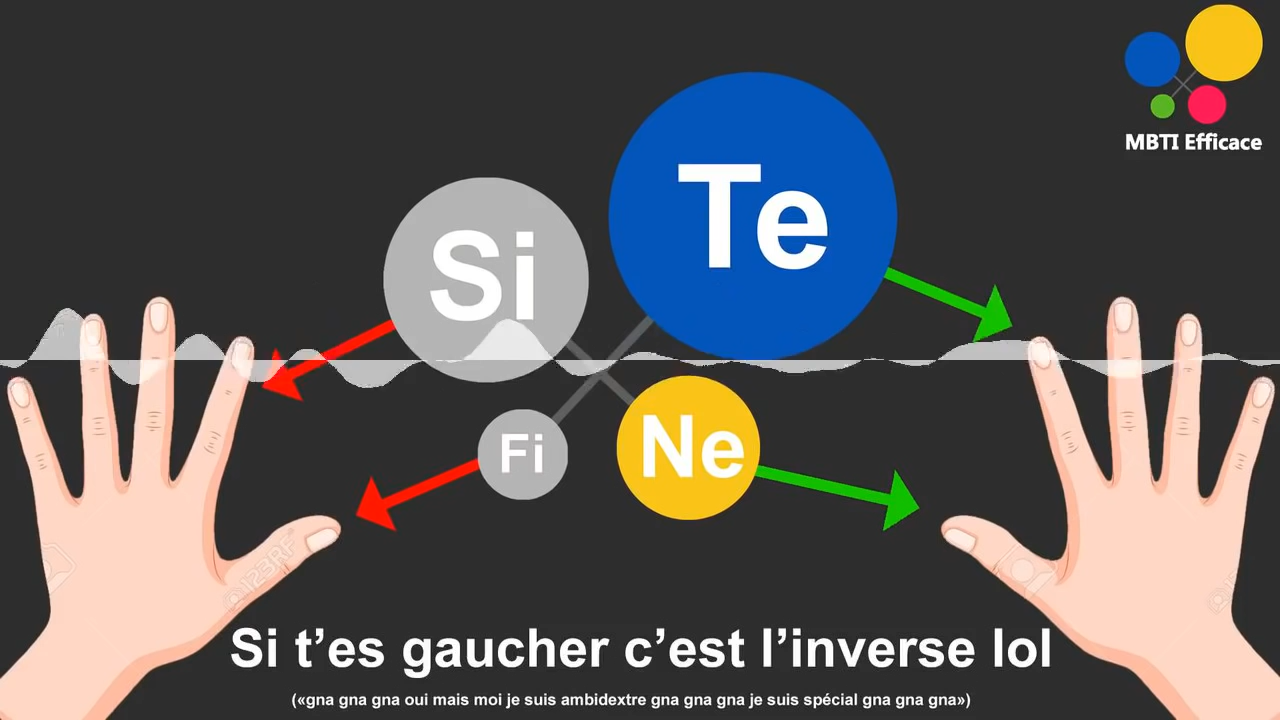 MBTI Efficace
Te
Si
Fi
Ne
123RF
Si t’es gaucher c’est l’inverse lol
(«gna gna gna oui mais moi je suis ambidextre gna gna gna je suis spécial gna gna gna»)